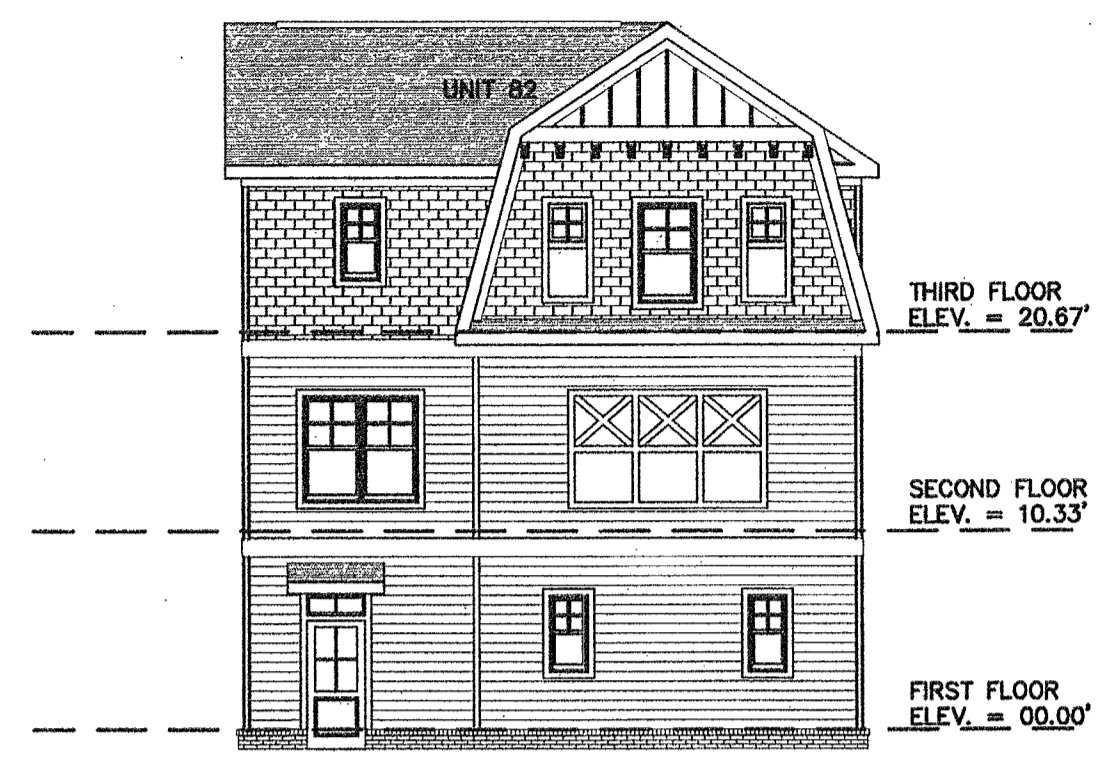 UNIT 82
THIRD FLOOR
ELEV. = 20.67'
SECOND FLOOR
ELEV. = 10.33'
FIRST FLOOR
ELEV. = 00.00'